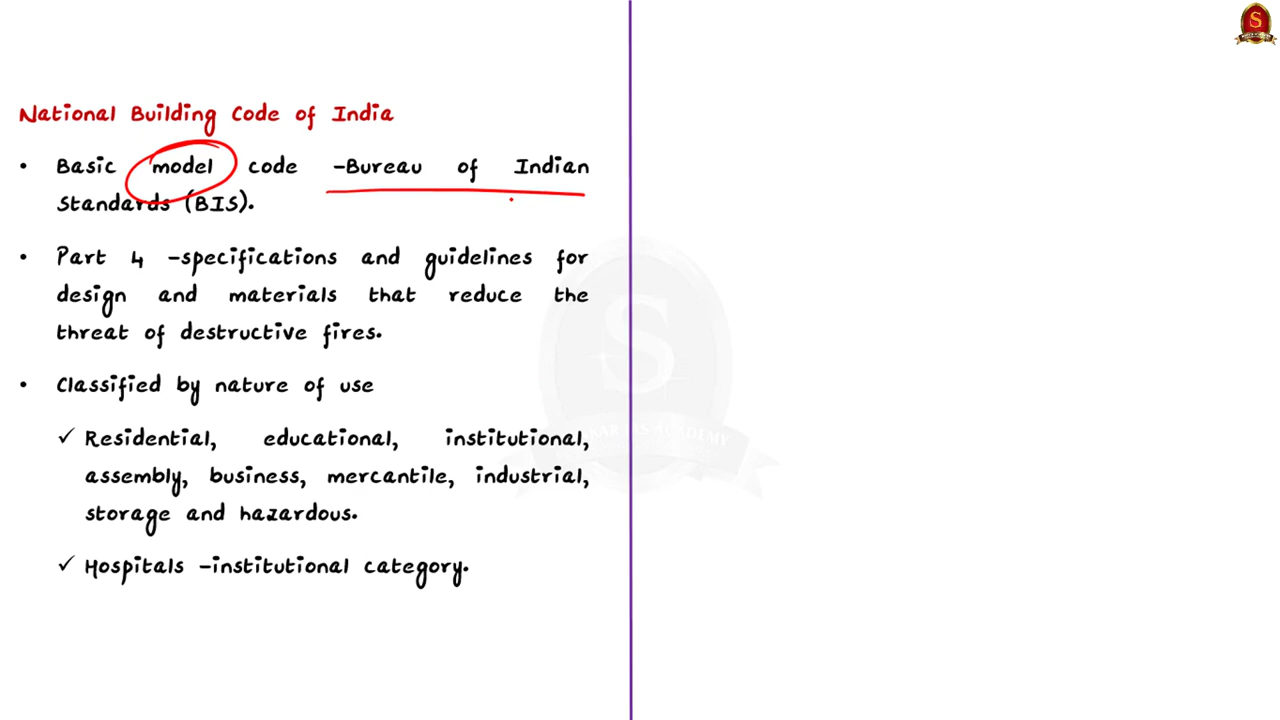 National Building Code of India
• Basic model code -Bureau of Indian
Standards (BIS).
• Part 4 -specifications and guidelines for
design and materials that reduce the
threat of destructive fires.
• Classified by nature of use
✓ Residential, educational, institutional,
assembly, business, mercantile, industrial,
storage and hazardous.
✓ Hospitals -institutional category.
S
S